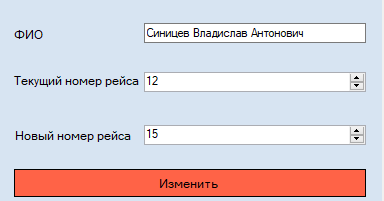 ФИО Синицев Владислав Антонович
Текущий номер рейса 12
Новый номер рейса 15
Изменить